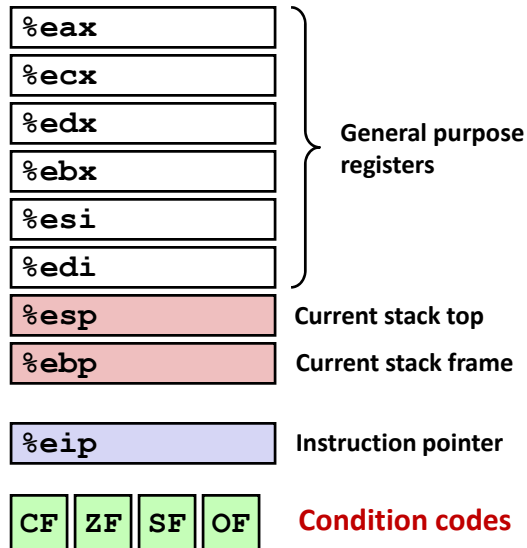 %eax
%ecx
%edx
%ebx
%esi
%edi
General purpose
registers
%esp
Current stack top
%ebp
Current stack frame
%eip
Instruction pointer
CF ZF SF OF
Condition codes